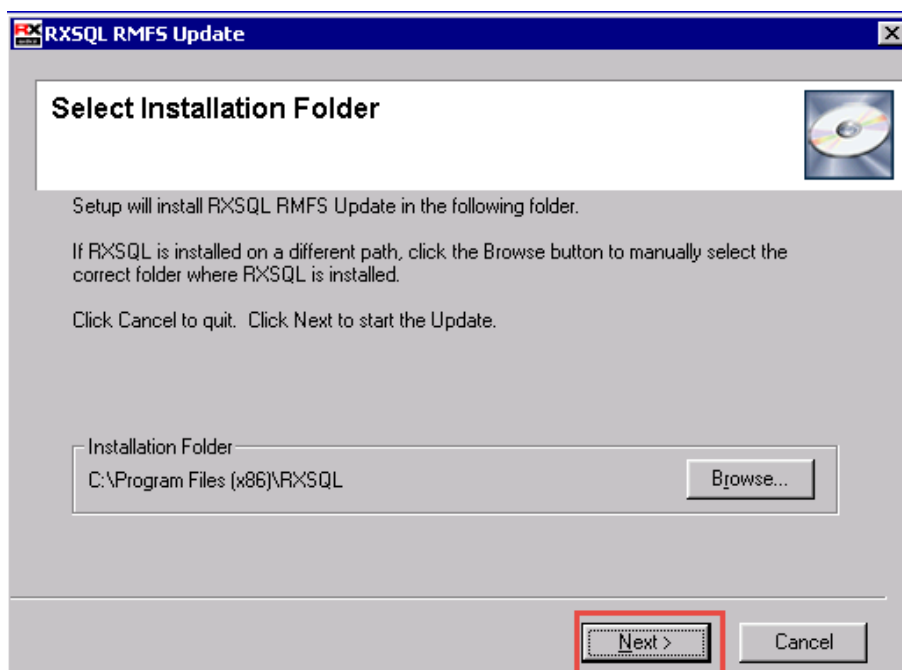 RX
RXSQL RMFS Update
Select Installation Folder
Setup will install RXSQL RMFS Update in the following folder.
If RXSQL is installed on a different path, click the Browse button to manually select the
correct folder where RXSQL is installed.
Click Cancel to quit.  Click Next to start the Update.
Installation Folder
C:\Program Files (x86)\RXSQL
Browse...
Next >
Cancel